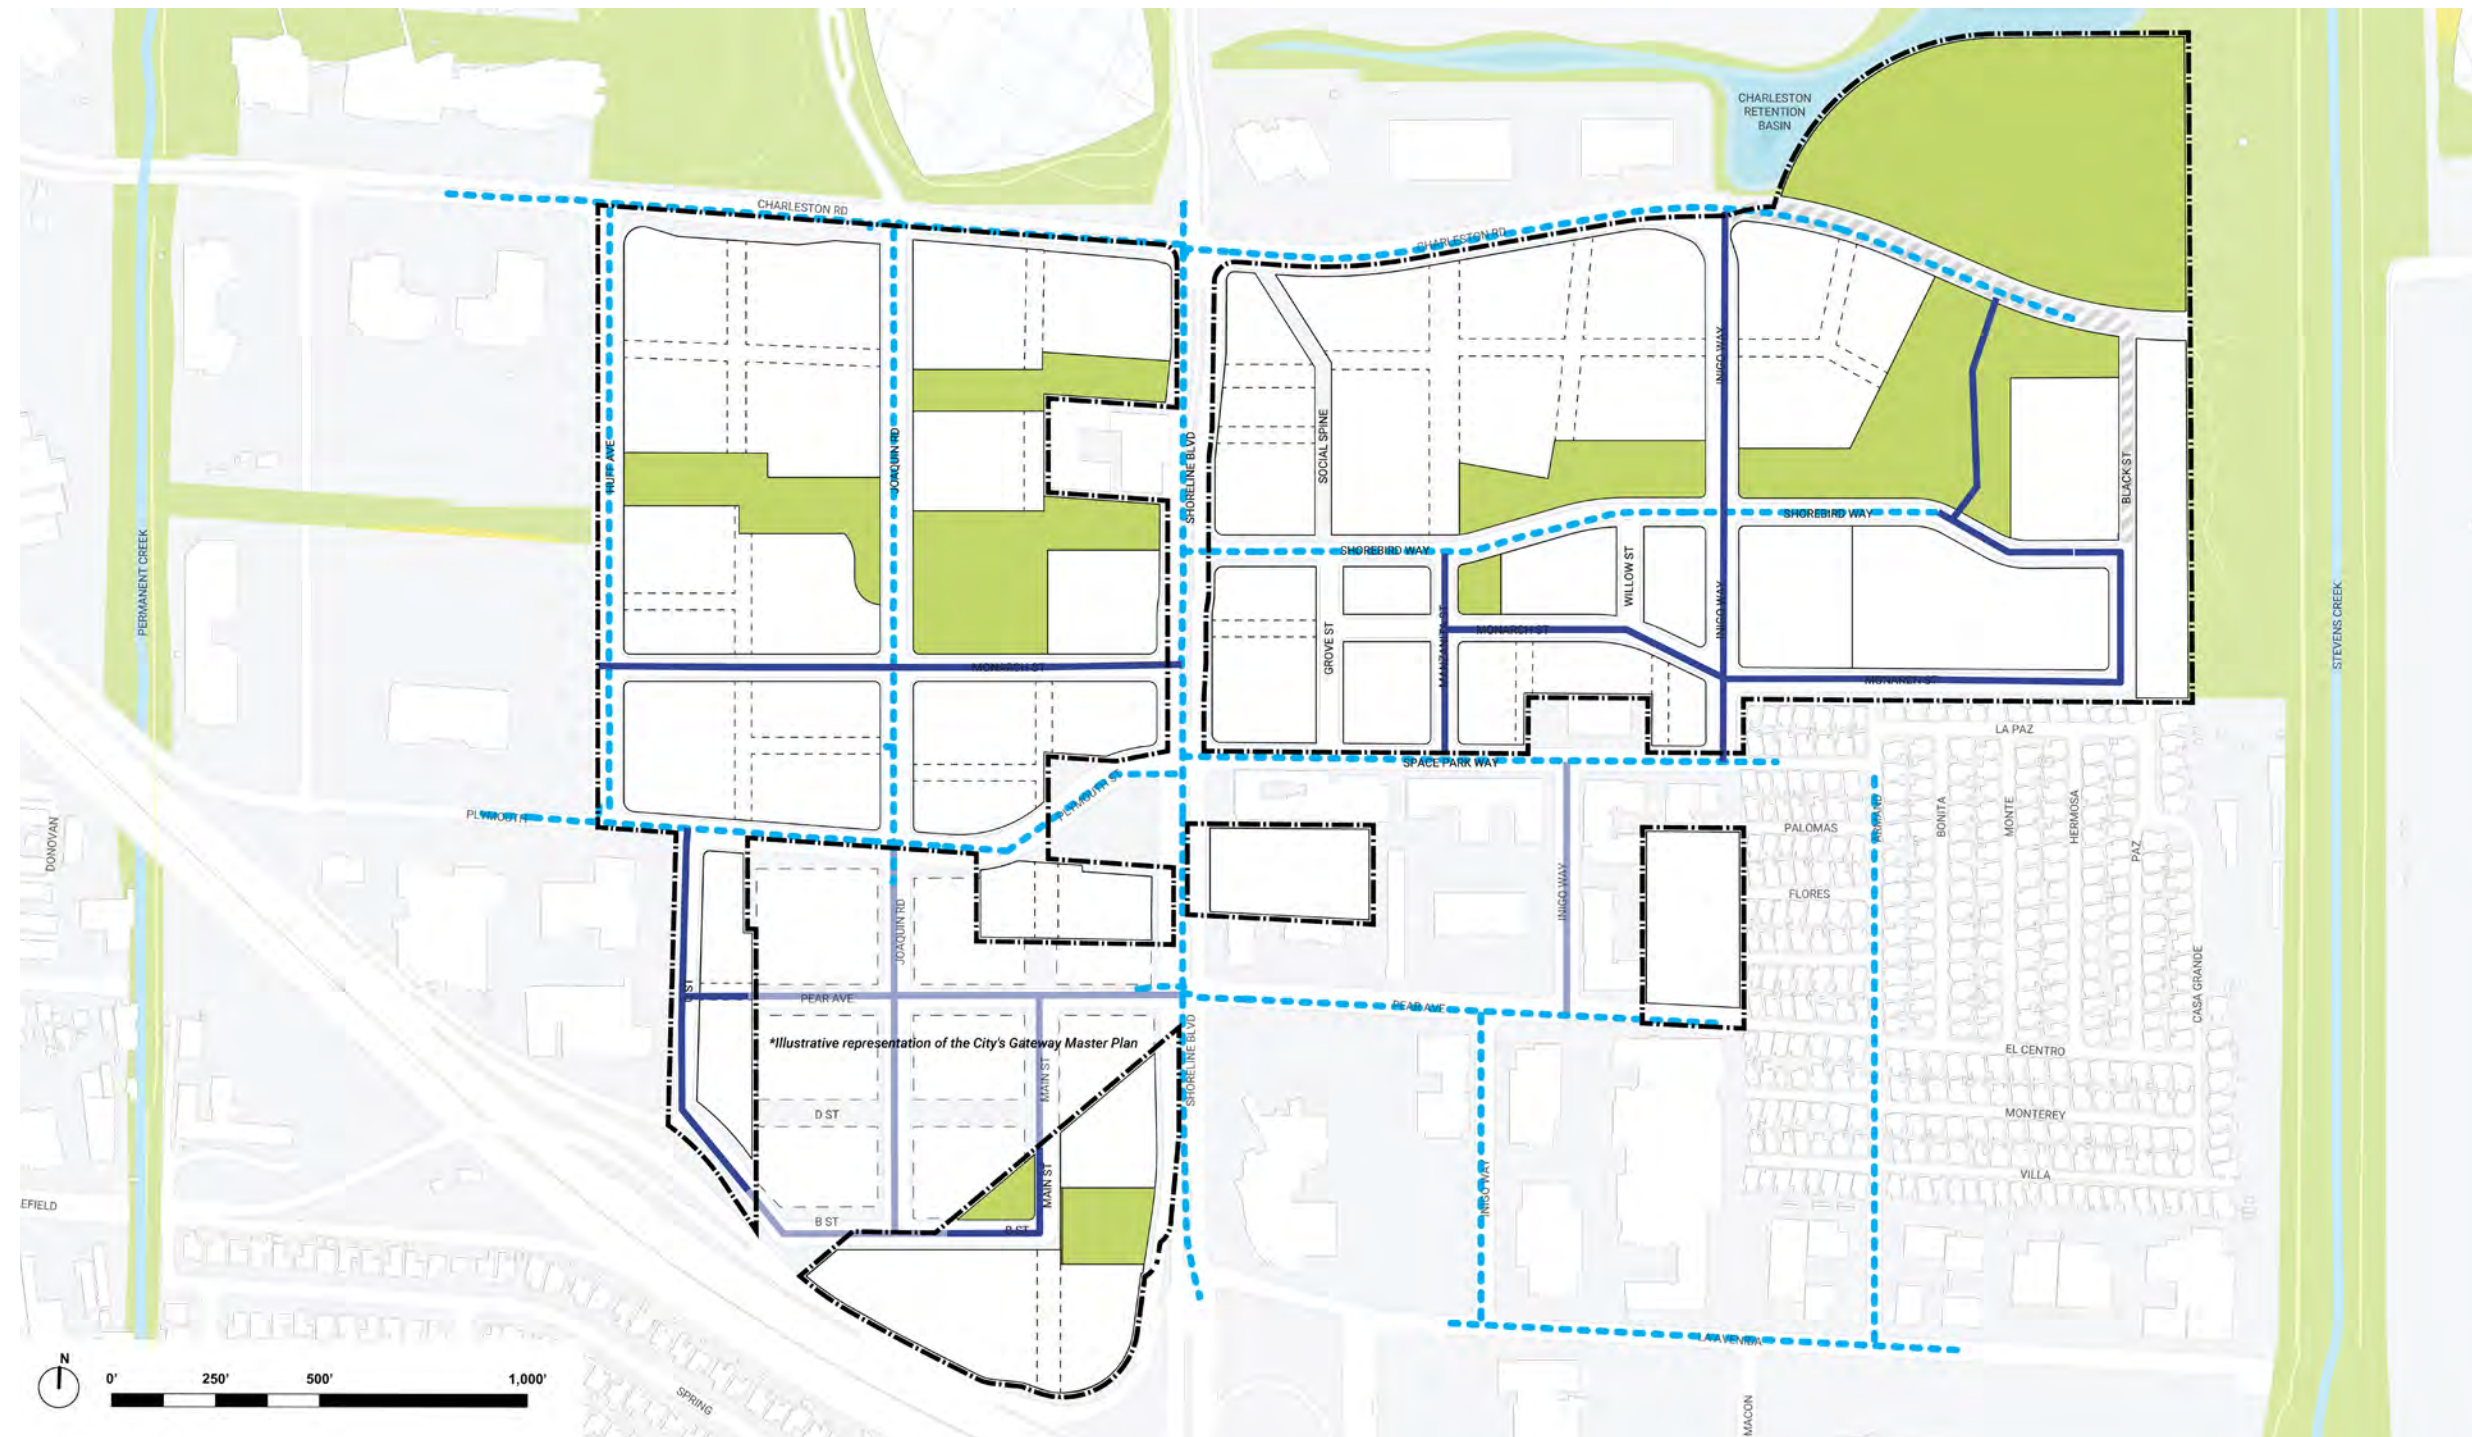 CHARLESTON
RETENTION
BASIN
CHARLESTON RD
CHARLESTON RD
HUFF AVE
JOAQUIN RD
SHORELINE BLVD
SOCIAL SPINE
INIGO WAY
BLACK ST
PERMANENT CREEK
STEVENS CREEK
SHOREBIRD WAY
SHOREBIRD WAY
WILLOW ST
GROVE ST
MANZANITA ST
MONARCH ST
INIGO WAY
MONARCH ST
MONARCH ST
LA PAZ
SPACE PARK WAY
PLYMOUTH ST
PLYMOUTH
DONOVAN
PALOMAS
ARMAND
BONITA
MONTE
HERMOSA
PAZ
FLORES
INIGO WAY
JOAQUIN RD
CASA GRANDE
PEAR AVE
PEAR AVE
*Illustrative representation of the City's Gateway Master Plan
MAIN ST
SHORELINE BLVD
EL CENTRO
D ST
MONTEREY
VILLA
MAIN ST
INIGO WAY
EFIELD
B ST
B ST
LA AVENIDA
N
0'
250'
500'
1,000'
SPRING
MACON